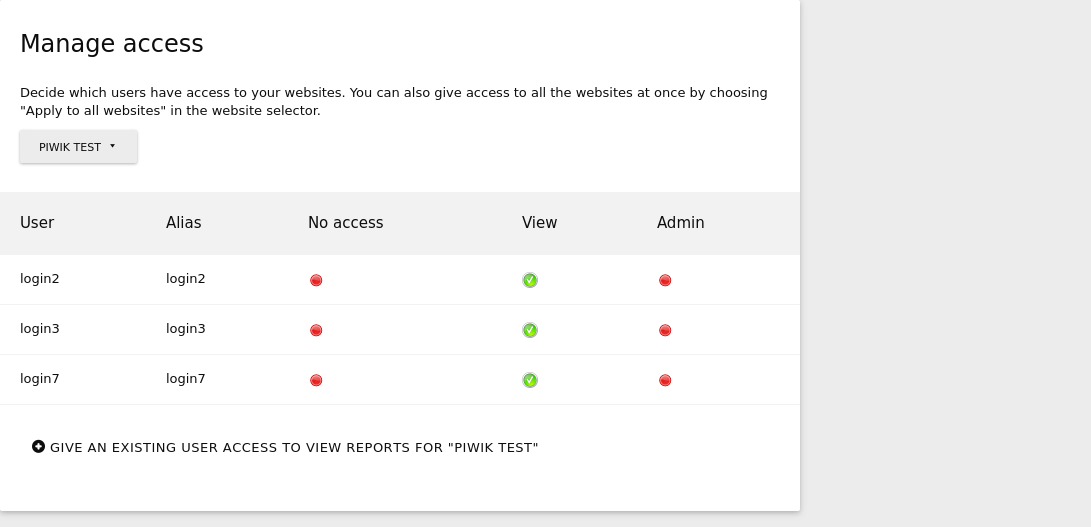 Manage access
Decide which users have access to your websites. You can also give access to all the websites at once by choosing
"Apply to all websites" in the website selector.
PIWIK TEST
User Alias No access View Admin
login2 login2
login3 login3
login7 login7
GIVE AN EXISTING USER ACCESS TO VIEW REPORTS FOR "PIWIK TEST"